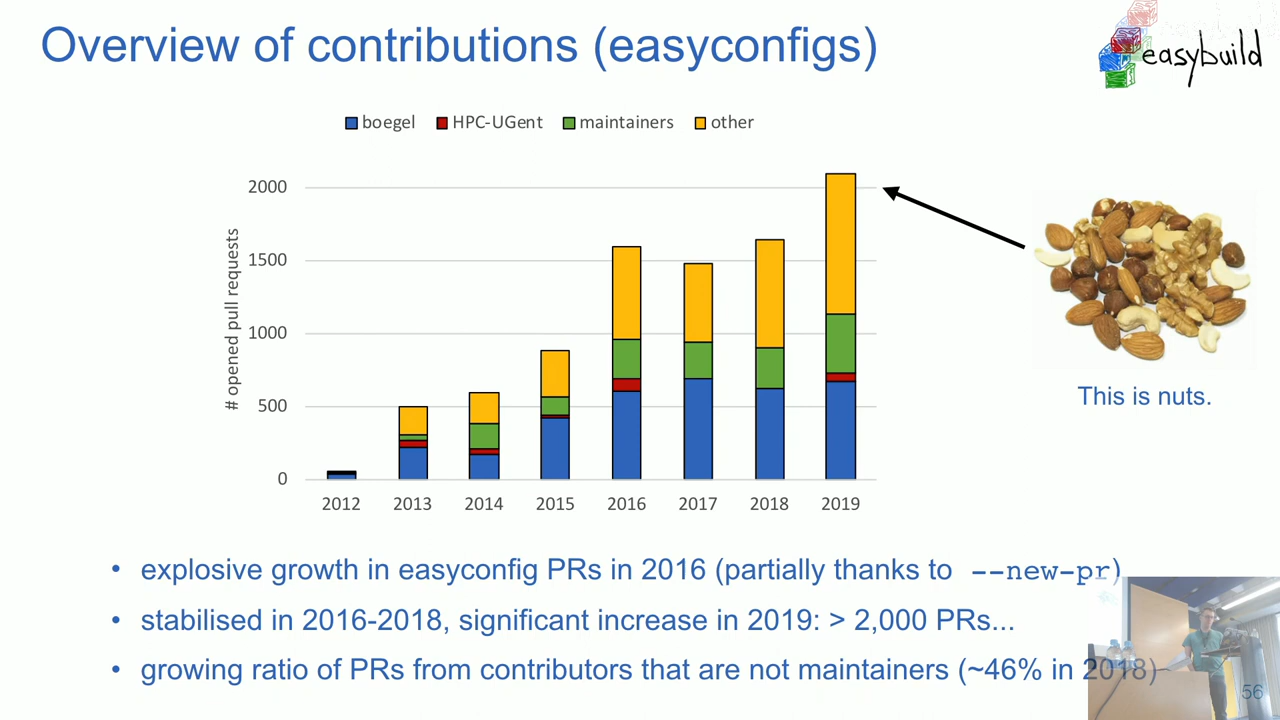 Overview of contributions (easyconfigs)
easybuild
boegel HPC-UGent maintainers other
# opened pull requests
2000
1500
1000
500
0
2012 2013 2014 2015 2016 2017 2018 2019
This is nuts.
• explosive growth in easyconfig PRs in 2016 (partially thanks to --new-pr)
• stabilised in 2016-2018, significant increase in 2019: > 2,000 PRs...
• growing ratio of PRs from contributors that are not maintainers (~46% in 2018)
56